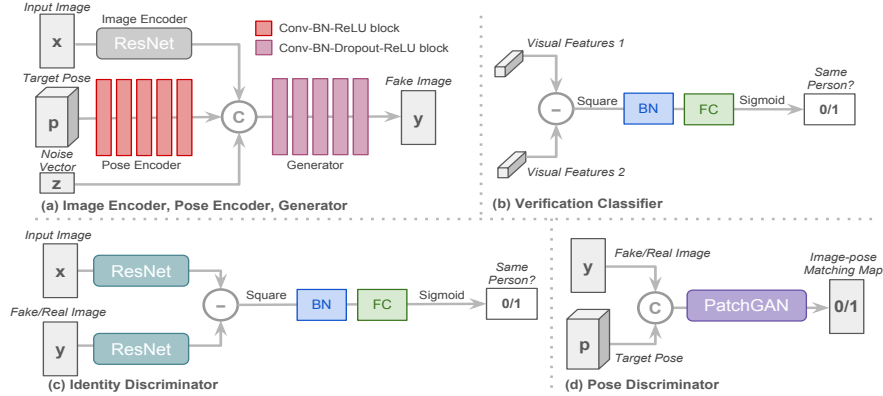 Input Image
x
Image Encoder
ResNet
Conv-BN-ReLU block
Conv-BN-Dropout-ReLU block
Target Pose
p
Pose Encoder
Noise
Vector
z
C
Generator
Fake Image
y
(a) Image Encoder, Pose Encoder, Generator
Visual Features 1
−
Square
BN
FC
Sigmoid
Same
Person?
0/1
Visual Features 2
(b) Verification Classifier
Input Image
x
ResNet
Fake/Real Image
y
ResNet
−
Square
BN
FC
Sigmoid
Same
Person?
0/1
(c) Identity Discriminator
y
Fake/Real Image
C
PatchGAN
Image-pose
Matching Map
0/1
p
Target Pose
(d) Pose Discriminator